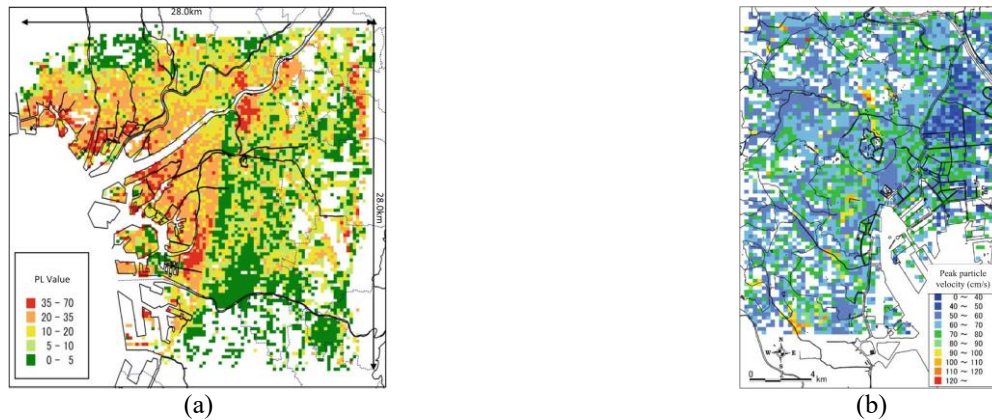 28.0km
28.0km
PL Value
35 – 70
20 – 35
10 – 20
5 – 10
0 – 5
(a)
Peak particle
velocity (cm/s)
0 ~ 40
40 ~ 50
50 ~ 60
60 ~ 70
70 ~ 80
80 ~ 90
90 ~ 100
100 ~ 110
110 ~ 120
120 ~
N
W E
S
0 4
km
(b)